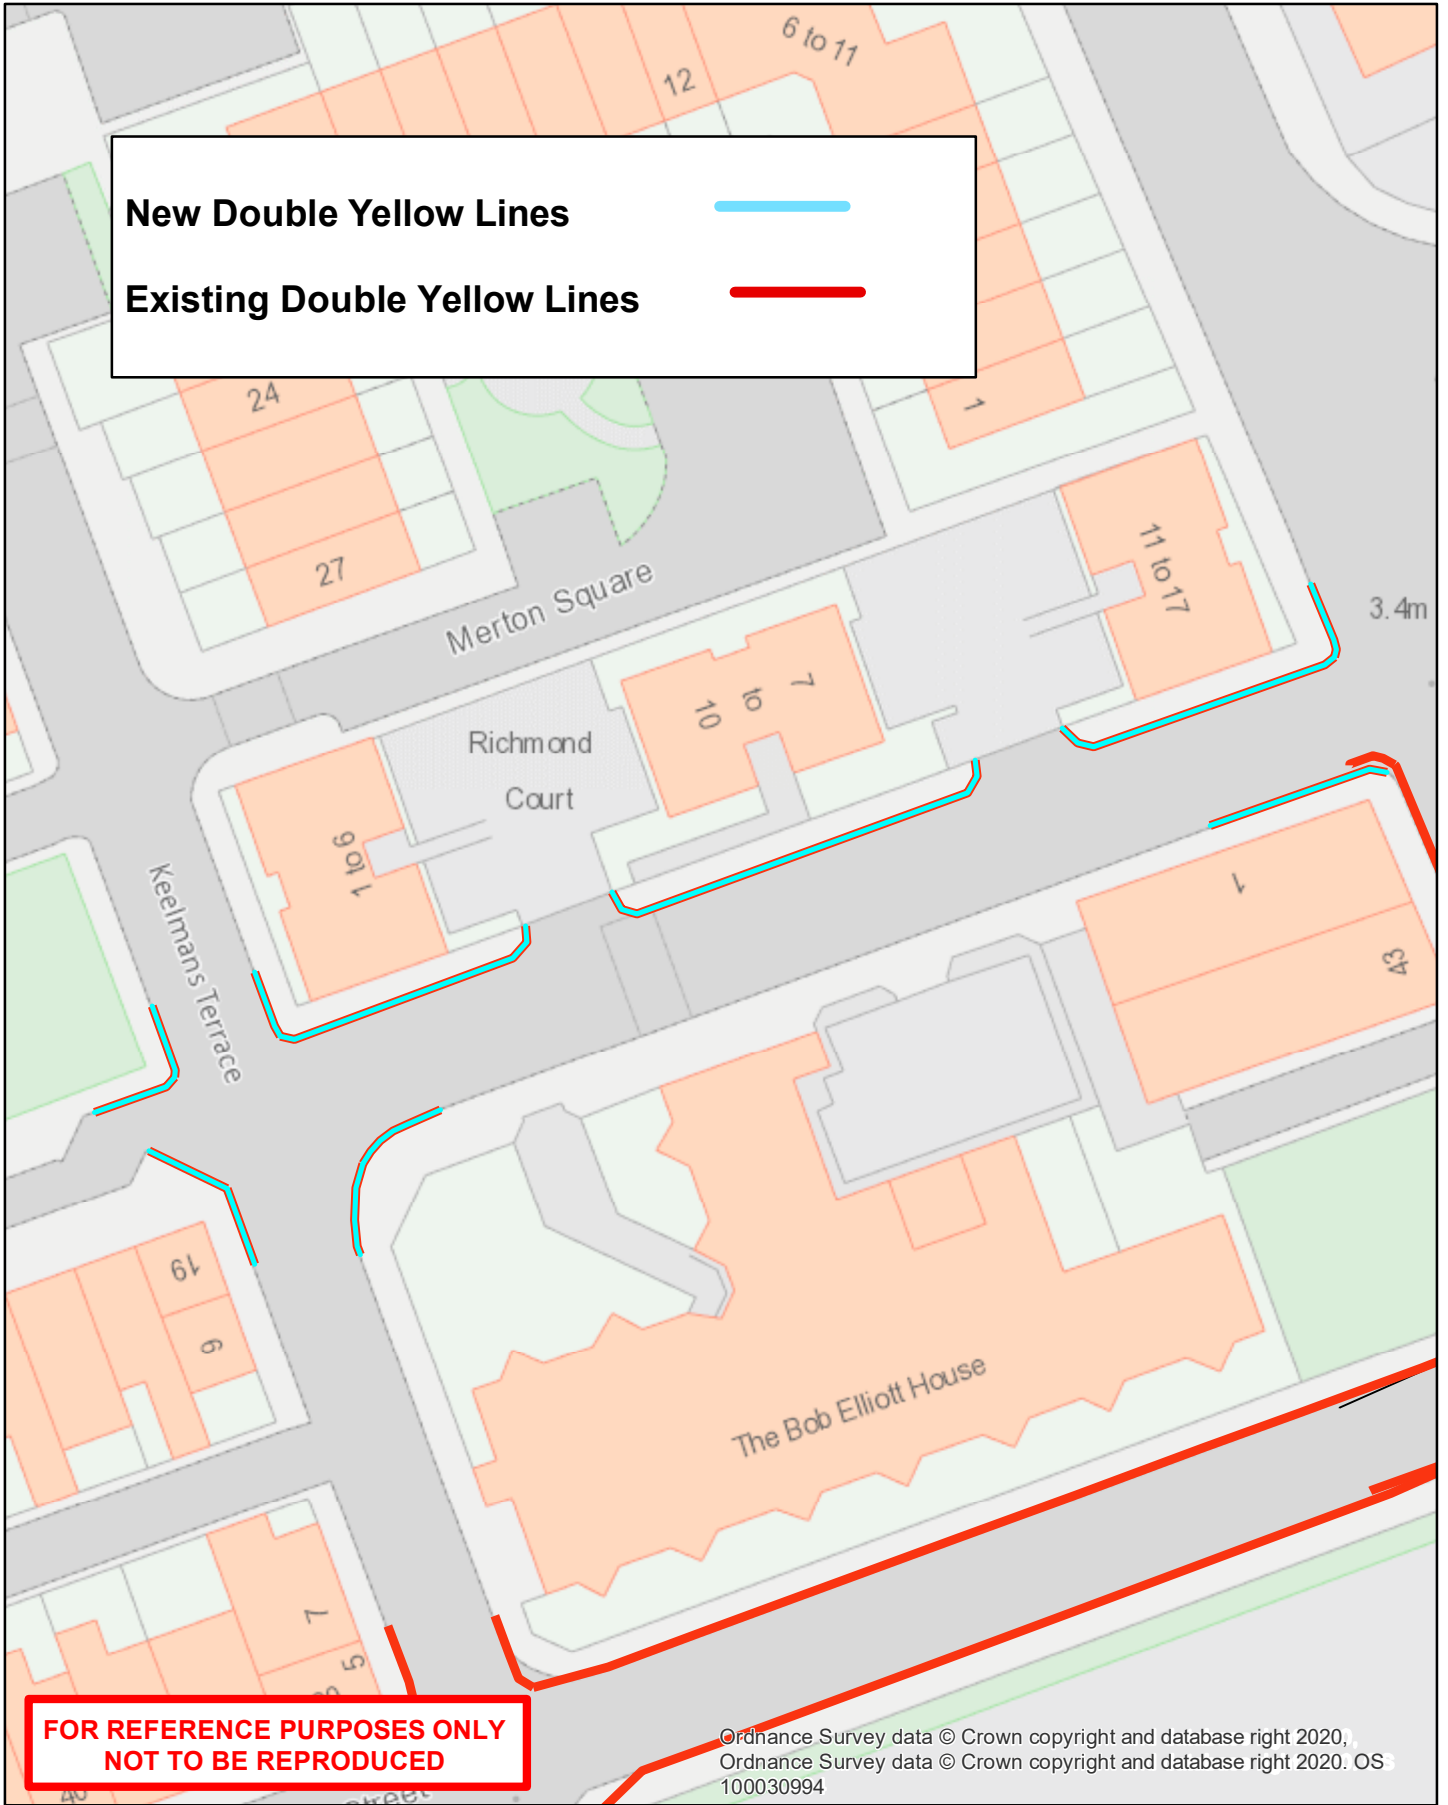 6 to 11
12
New Double Yellow Lines
Existing Double Yellow Lines
24
1
27
11 to 17
Merton Square
3.4m
7
to
10
Richmond
Court
1 to 6
Keelmans Terrace
1
43
19
9
The Bob Elliott House
7
5
FOR REFERENCE PURPOSES ONLY
NOT TO BE REPRODUCED
Ordnance Survey data © Crown copyright and database right 2020,
Ordnance Survey data © Crown copyright and database right 2020. OS
100030994
40
Street